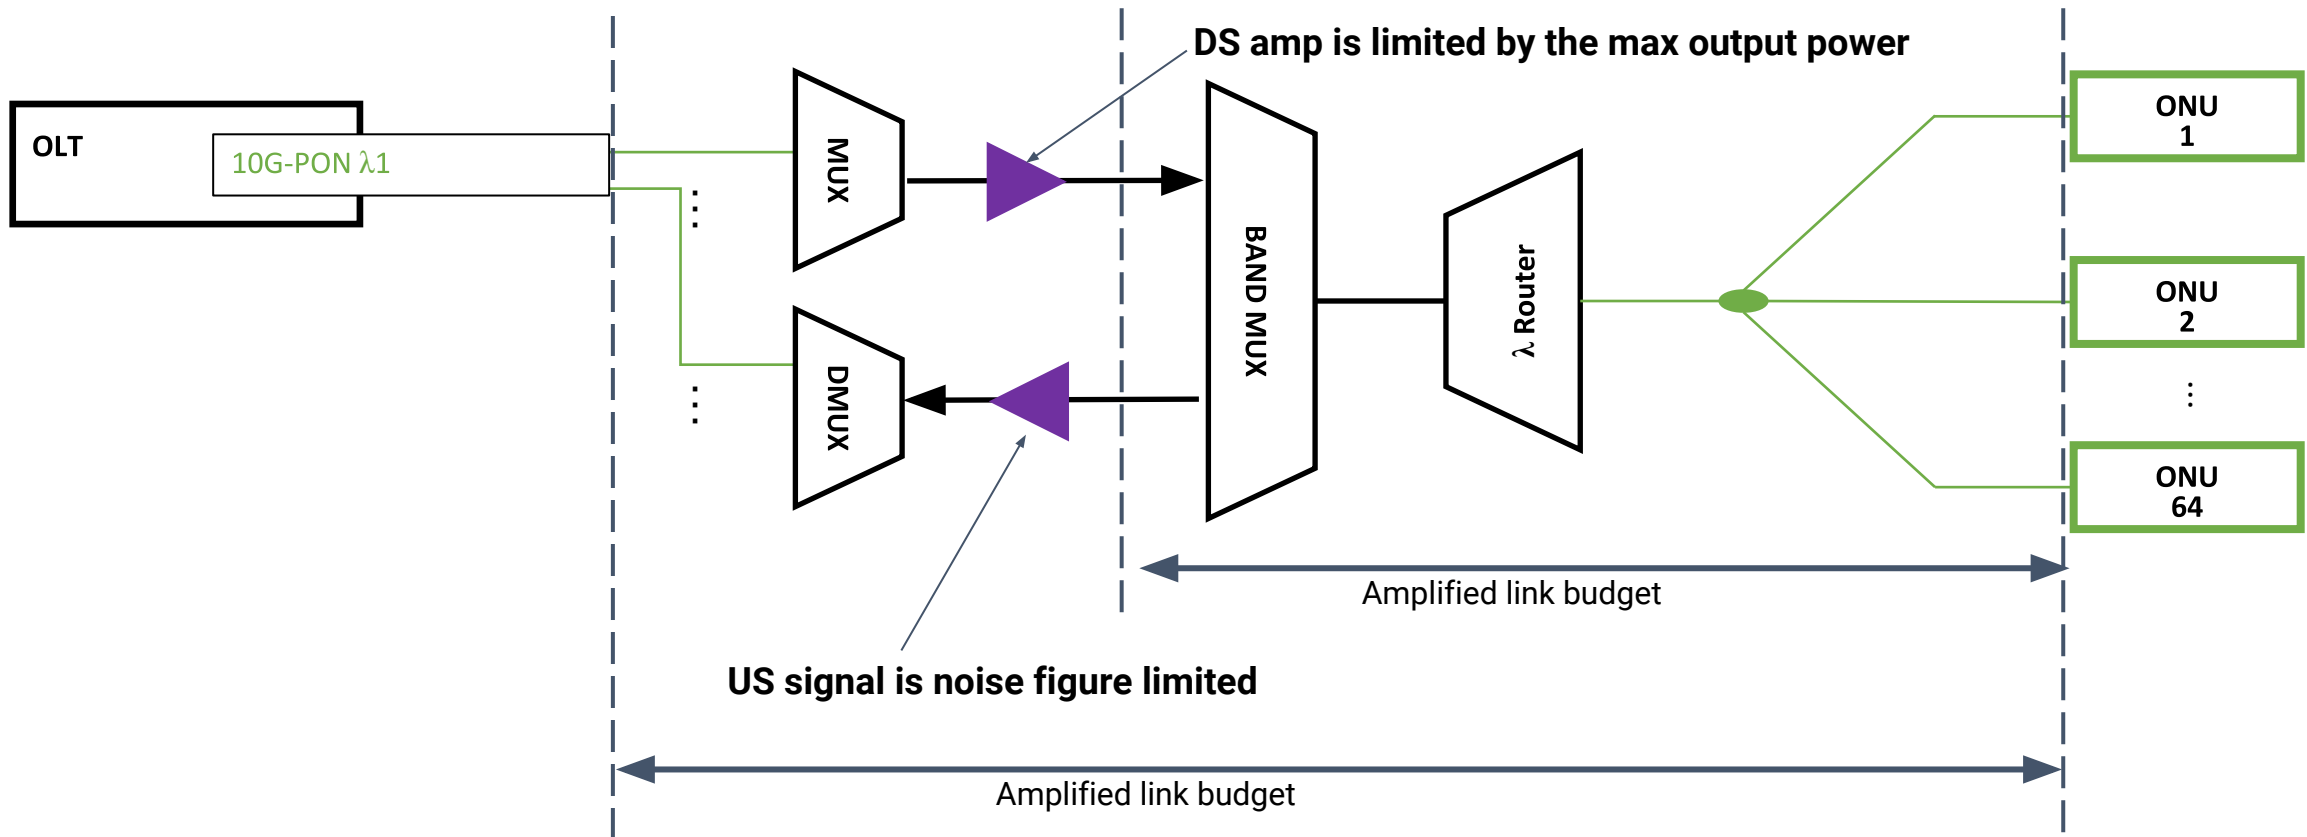 DS amp is limited by the max output power
OLT
10G-PON λ1
MUX
DMUX
BAND MUX
λ Router
ONU
1
ONU
2
...
ONU
64
Amplified link budget
US signal is noise figure limited
Amplified link budget